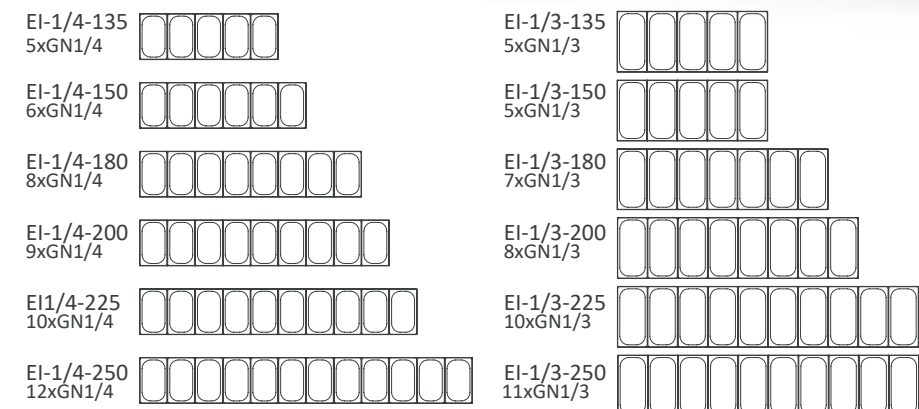 EI-1/4-135
5xGN1/4
EI-1/4-150
6xGN1/4
EI-1/4-180
8xGN1/4
EI-1/4-200
9xGN1/4
EI1/4-225
10xGN1/4
EI-1/4-250
12xGN1/4
EI-1/3-135
5xGN1/3
EI-1/3-150
5xGN1/3
EI-1/3-180
7xGN1/3
EI-1/3-200
8xGN1/3
EI-1/3-225
10xGN1/3
EI-1/3-250
11xGN1/3